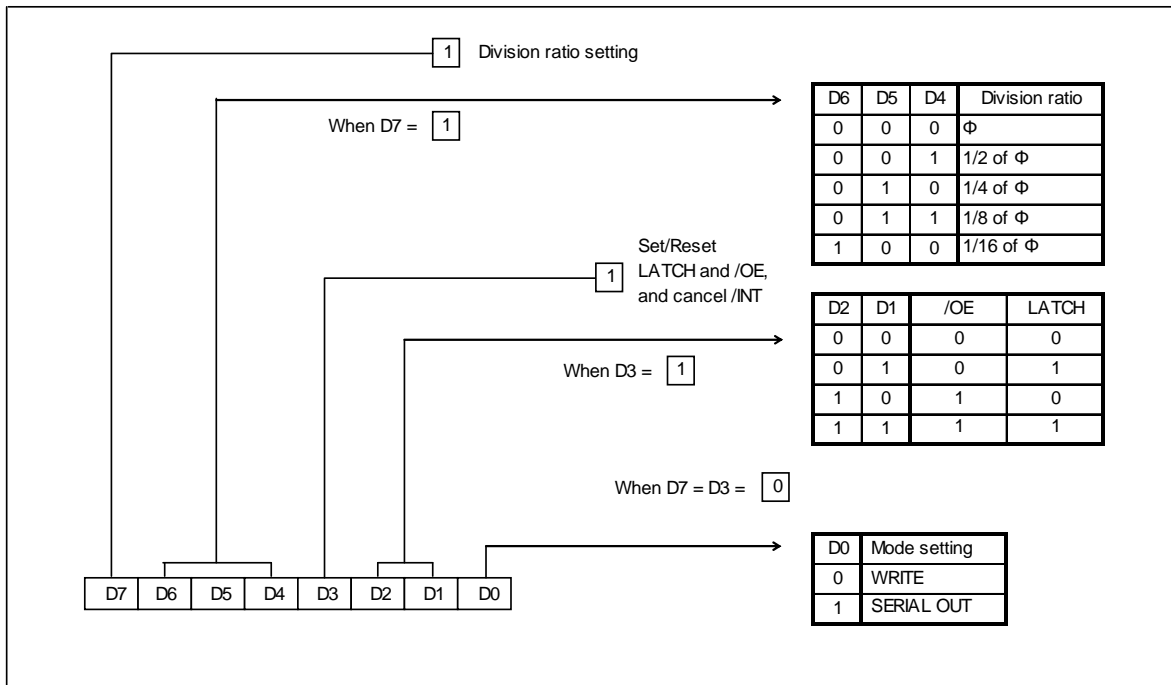 1 Division ratio setting
When D7 = 1
D6 D5 D4 Division ratio
0 0 0 Φ
0 0 1 1/2 of Φ
0 1 0 1/4 of Φ
0 1 1 1/8 of Φ
1 0 0 1/16 of Φ
Set/Reset
1 LATCH and /OE,
and cancel /INT
When D3 = 1
D2 D1 /OE LATCH
0 0 0 0
0 1 0 1
1 0 1 0
1 1 1 1
When D7 = D3 = 0
D0 Mode setting
0 WRITE
1 SERIAL OUT
D7 D6 D5 D4 D3 D2 D1 D0